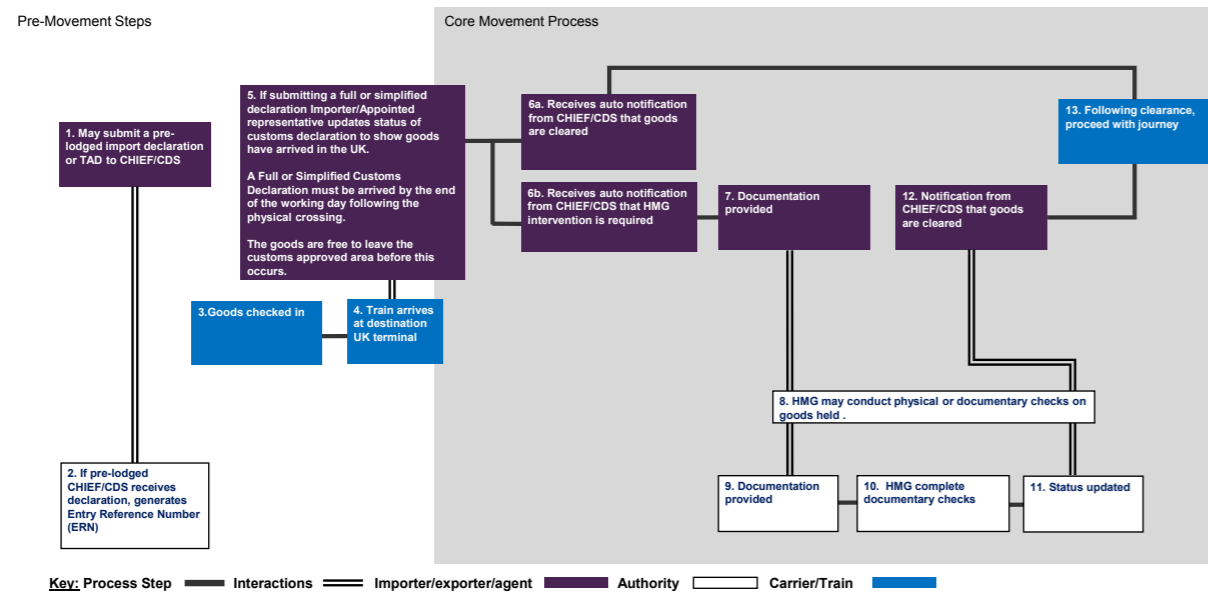 Pre-Movement Steps
Core Movement Process
1. May submit a pre-
lodged import declaration
or TAD to CHIEF/CDS
2. If pre-lodged
CHIEF/CDS receives
declaration, generates
Entry Reference Number
(ERN)
3.Goods checked in
4. Train arrives
at destination
UK terminal
5. If submitting a full or simplified
declaration Importer/Appointed
representative updates status of
customs declaration to show goods
have arrived in the UK.
A Full or Simplified Customs
Declaration must be arrived by the end
of the working day following the
physical crossing.
The goods are free to leave the
customs approved area before this
occurs.
6a. Receives auto notification
from CHIEF/CDS that goods
are cleared
6b. Receives auto notification
from CHIEF/CDS that HMG
intervention is required
7. Documentation
provided
8. HMG may conduct physical or documentary checks on
goods held .
9. Documentation
provided
10. HMG complete
documentary checks
11. Status updated
12. Notification from
CHIEF/CDS that goods
are cleared
13. Following clearance,
proceed with journey
Key: Process Step Interactions Importer/exporter/agent Authority Carrier/Train